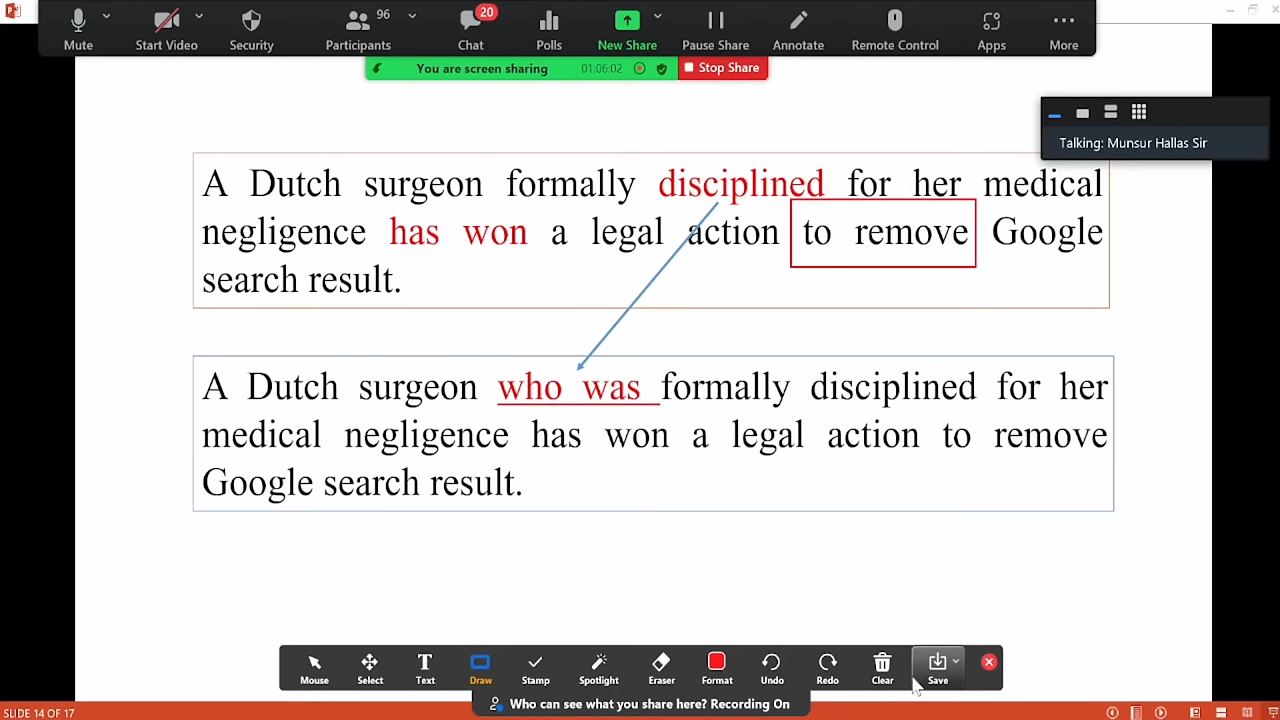 96
20
Mute
Start Video
Security
Participants
Chat
Polls
New Share
Pause Share
Annotate
Remote Control
Apps
More
You are screen sharing
01:06:02
Stop Share
Talking: Munsur Hallas Sir
A Dutch surgeon formally disciplined for her medical
negligence has won a legal action to remove Google
search result.
A Dutch surgeon who was formally disciplined for her
medical negligence has won a legal action to remove
Google search result.
Mouse
Select
Text
Draw
Stamp
Spotlight
Eraser
Format
Undo
Redo
Clear
Save
Who can see what you share here? Recording On
SLIDE 14 OF 17